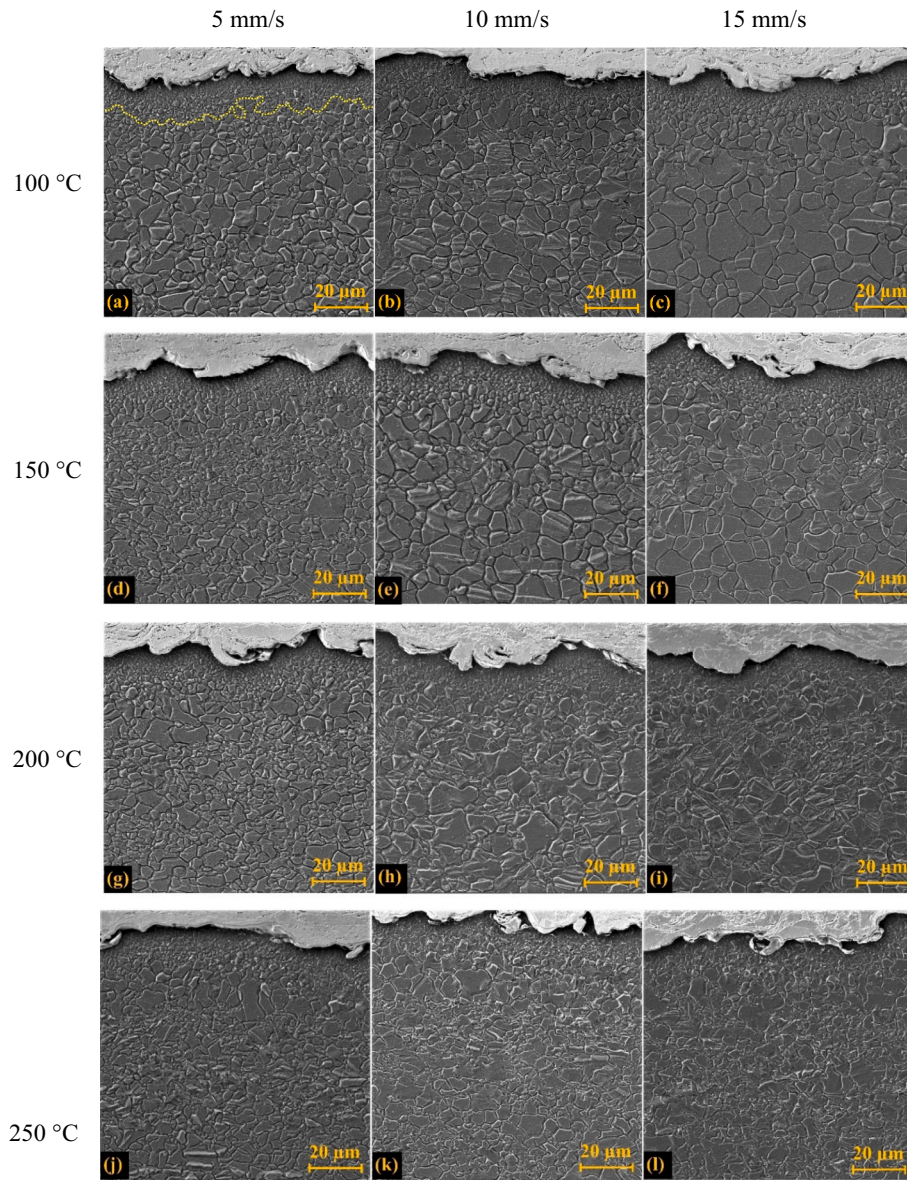 5 mm/s 10 mm/s 15 mm/s
100 °C
20 µm 20 µm 20 µm
(a) (b) (c)
150 °C
20 µm 20 µm 20 µm
(d) (e) (f)
200 °C
20 µm 20 µm 20 µm
(g) (h) (i)
250 °C
20 µm 20 µm 20 µm
(j) (k) (l)